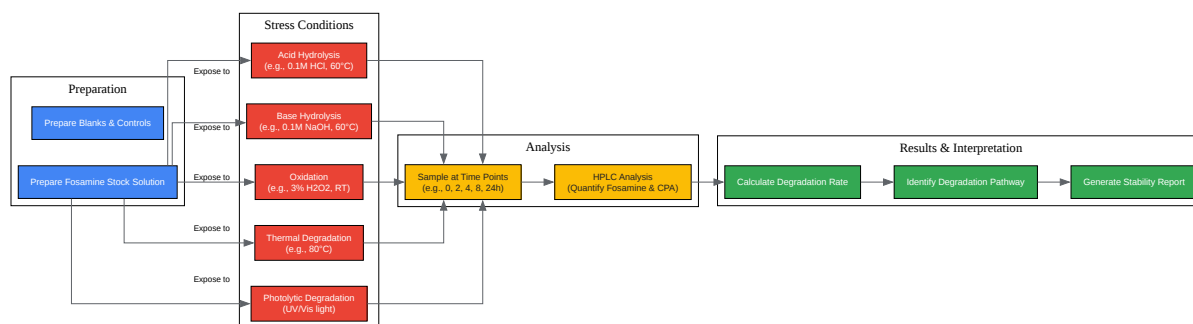 Preparation
Prepare Blanks & Controls
Prepare Fosamine Stock Solution
Expose to
Expose to
Expose to
Expose to
Expose to
Stress Conditions
Acid Hydrolysis
(e.g., 0.1M HCl, 60°C)
Base Hydrolysis
(e.g., 0.1M NaOH, 60°C)
Oxidation
(e.g., 3% H2O2, RT)
Thermal Degradation
(e.g., 80°C)
Photolytic Degradation
(UV/Vis light)
Analysis
Sample at Time Points
(e.g., 0, 2, 4, 8, 24h)
HPLC Analysis
(Quantify Fosamine & CPA)
Results & Interpretation
Calculate Degradation Rate
Identify Degradation Pathway
Generate Stability Report